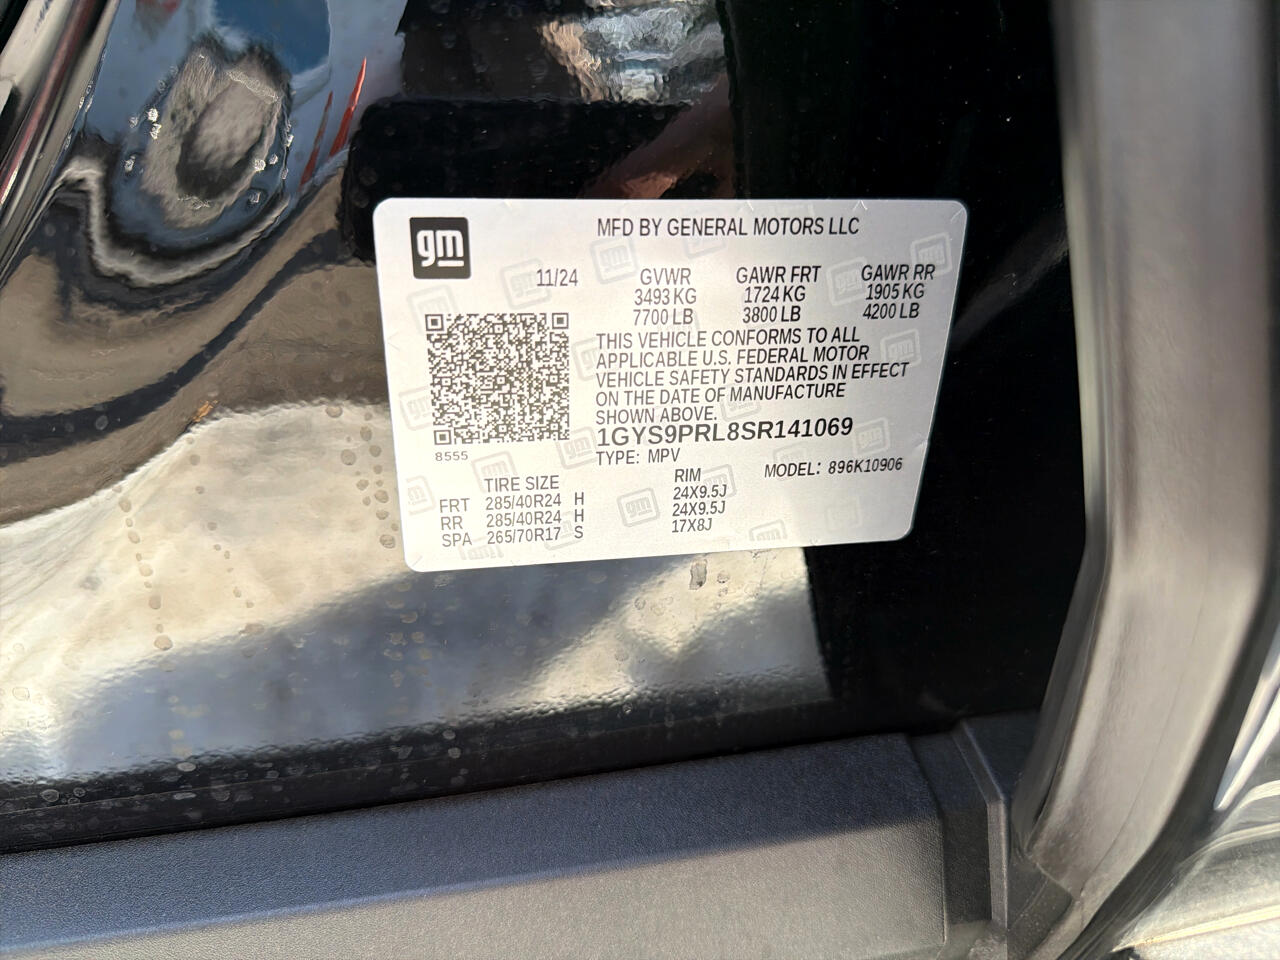 gm
MFD BY GENERAL MOTORS LLC
11/24 GVWR GAWR FRT GAWR RR
3493 KG 1724 KG 1905 KG
7700 LB 3800 LB 4200 LB
THIS VEHICLE CONFORMS TO ALL
APPLICABLE U.S. FEDERAL MOTOR
VEHICLE SAFETY STANDARDS IN EFFECT
ON THE DATE OF MANUFACTURE
SHOWN ABOVE.
1GYS9PRL8SR141069
8555
TYPE: MPV
MODEL: 896K10906
TIRE SIZE RIM
FRT 285/40R24 H 24X9.5J
RR 285/40R24 H 24X9.5J
SPA 265/70R17 S 17X8J